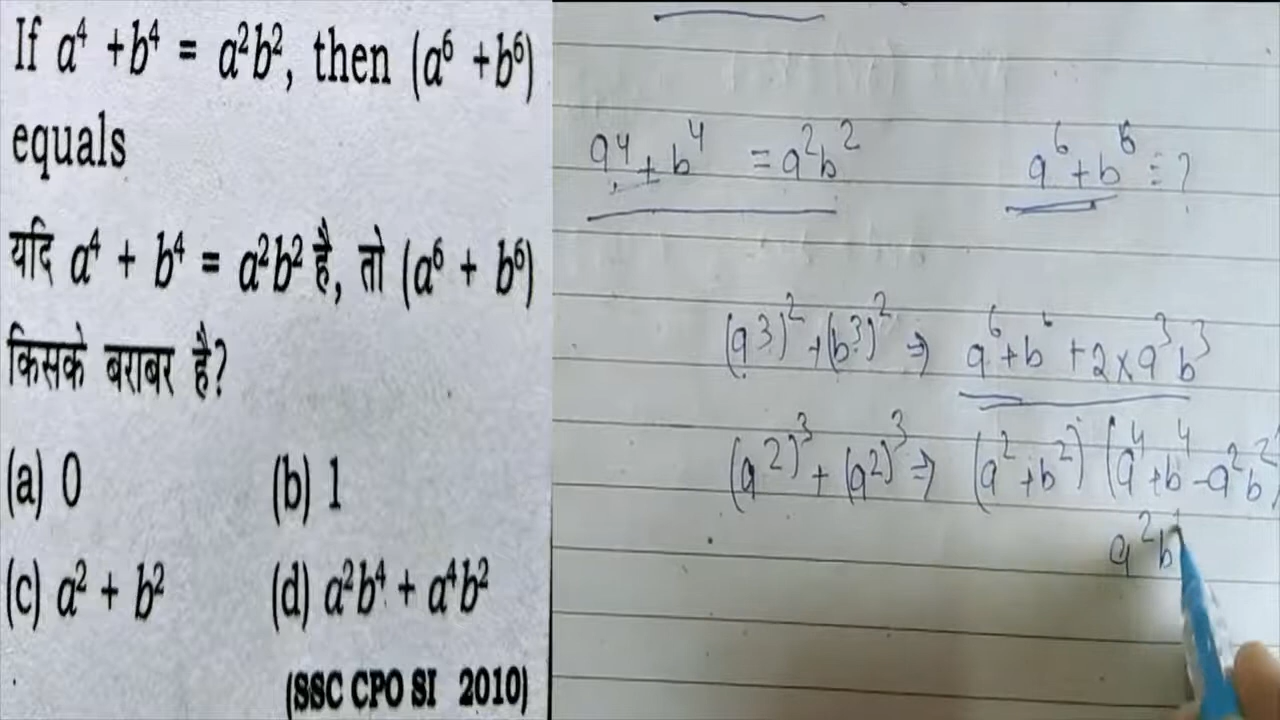 If a⁴ + b⁴ = a²b², then (a⁶ + b⁶)
equals
यदि a⁴ + b⁴ = a²b² है, तो (a⁶ + b⁶)
किसके बराबर है?
(a) 0 (b) 1
(c) a² + b² (d) a²b⁴ + a⁴b²
(SSC CPO SI 2010)
a⁴ + b⁴ = a²b² a⁶ + b⁶ = ?
(a³)² + (b³)² ⇒ a⁶ + b⁶ + 2 × a³b³
(a²)³ + (a²)³ ⇒ (a² + b²) (a⁴ + b⁴ - a²b²
a²b